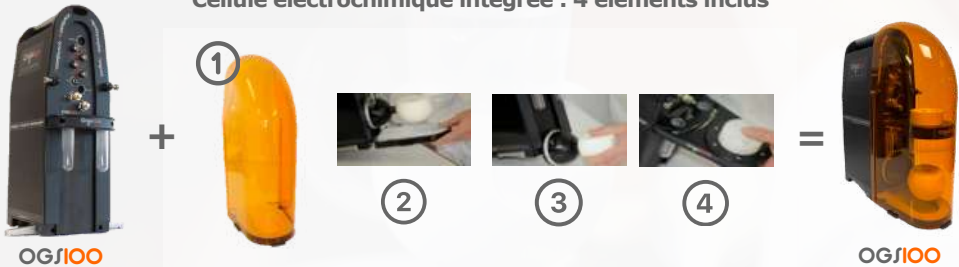 Cellule électrochimique intégrée : 4 éléments inclus
1
+
2
3
4
=
OGS100
OGS100